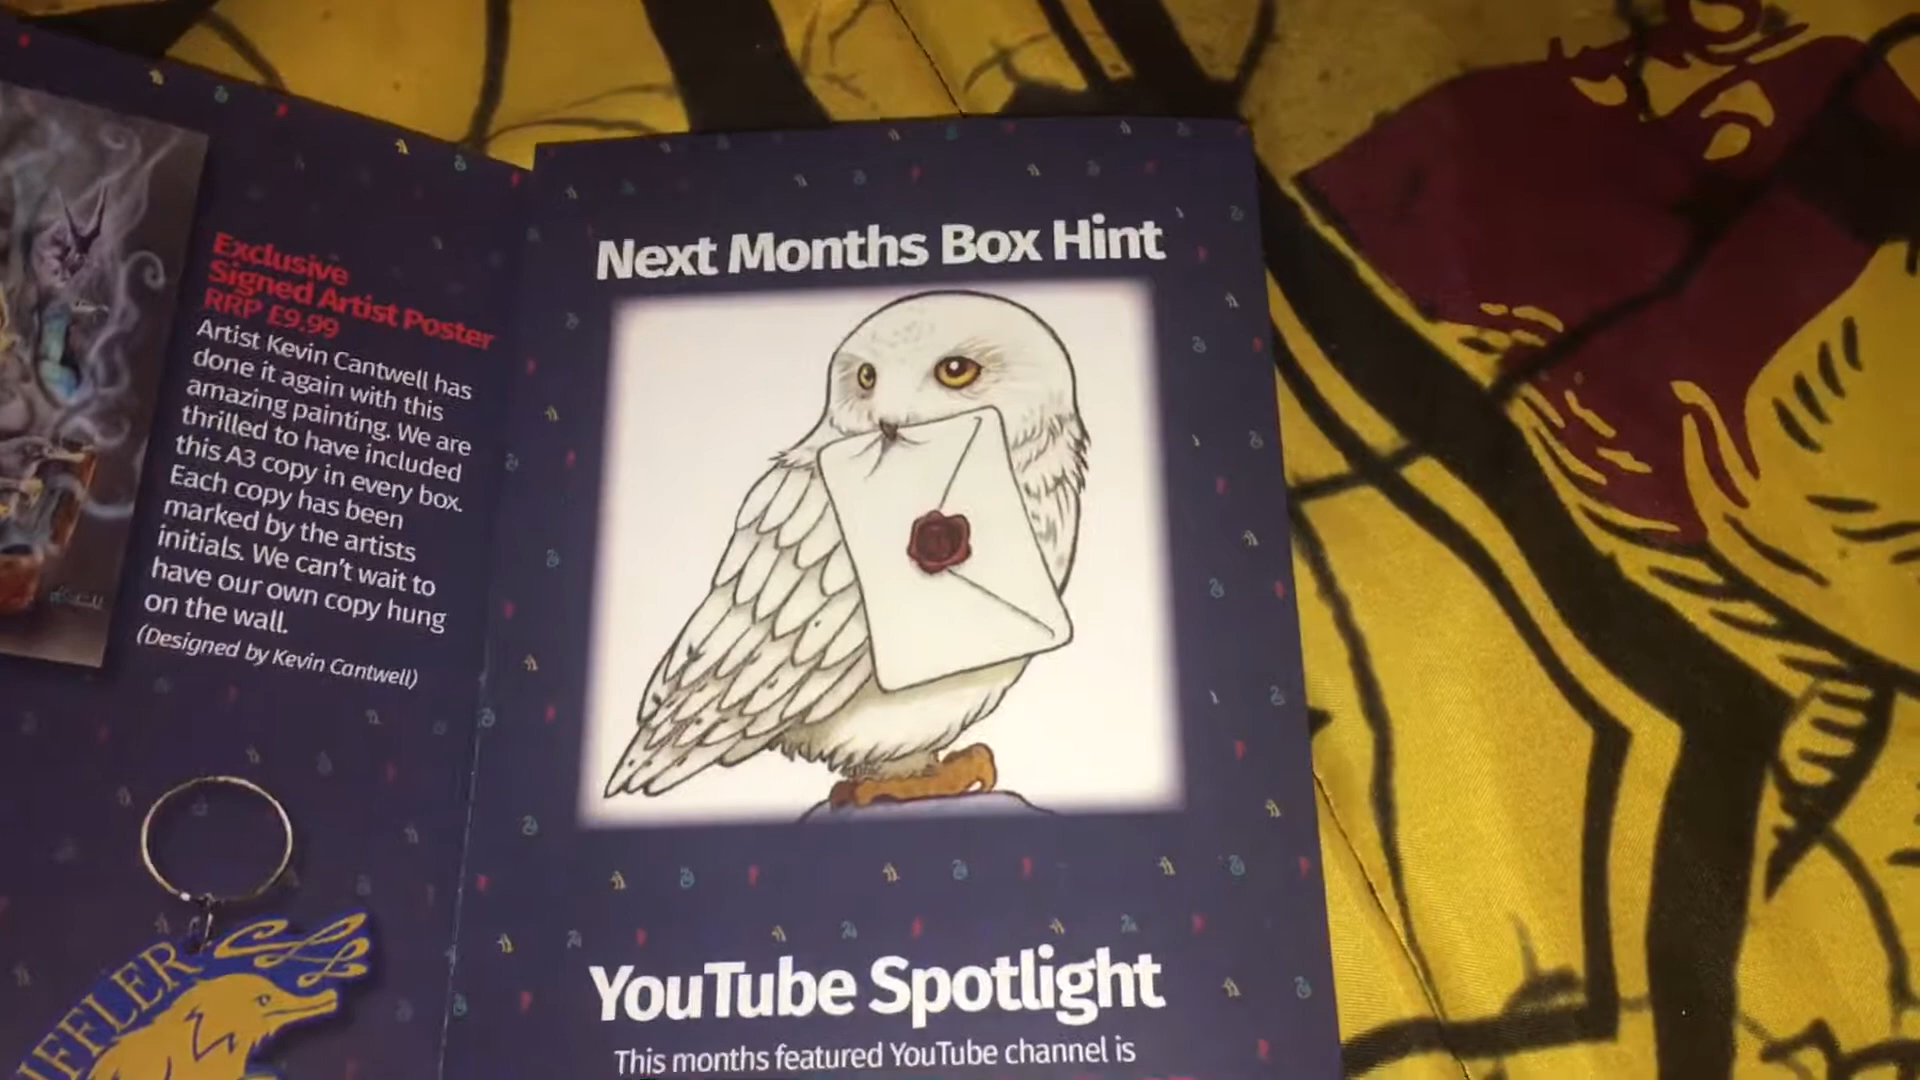 Exclusive
Signed Artist Poster
RRP £9.99
Artist Kevin Cantwell has
done it again with this
amazing painting. We are
thrilled to have included
this A3 copy in every box.
Each copy has been
marked by the artists
initials. We can't wait to
have our own copy hung
on the wall.
(Designed by Kevin Cantwell)
IFFLER
Next Months Box Hint
YouTube Spotlight
This months featured YouTube channel is